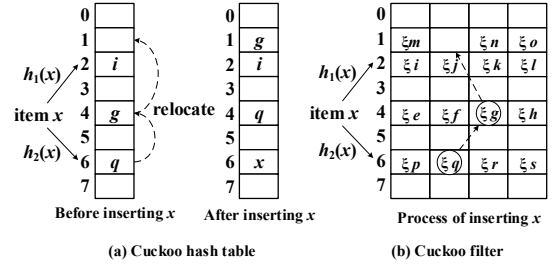 0
1
2
3
4
5
6
7
h₁(x)
item x
h₂(x)
i
g
q
relocate
Before inserting x
0
1
2
3
4
5
6
7
g
i
q
x
After inserting x
(a) Cuckoo hash table
0
1
2
3
4
5
6
7
h₁(x)
item x
h₂(x)
ξm ξn ξo
ξi ξj ξk ξl
ξe ξf ξg ξh
ξp ξq ξr ξs
Process of inserting x
(b) Cuckoo filter